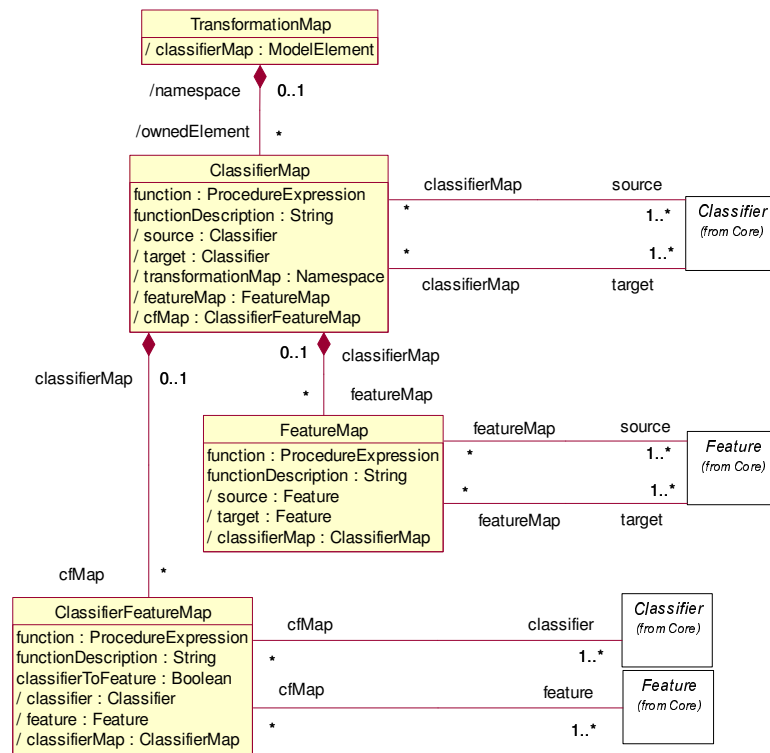 TransformationMap
/ classifierMap : ModelElement
/namespace
0..1
/ownedElement
*
ClassifierMap
function : ProcedureExpression
functionDescription : String
/ source : Classifier
/ target : Classifier
/ transformationMap : Namespace
/ featureMap : FeatureMap
/ cfMap : ClassifierFeatureMap
classifierMap
source
*
1..*
*
1..*
classifierMap
target
Classifier
(from Core)
classifierMap
0..1
0..1
classifierMap
*
featureMap
FeatureMap
function : ProcedureExpression
functionDescription : String
/ source : Feature
/ target : Feature
/ classifierMap : ClassifierMap
featureMap
source
*
1..*
*
1..*
featureMap
target
Feature
(from Core)
cfMap
*
ClassifierFeatureMap
function : ProcedureExpression
functionDescription : String
classifierToFeature : Boolean
/ classifier : Classifier
/ feature : Feature
/ classifierMap : ClassifierMap
cfMap
classifier
*
1..*
Classifier
(from Core)
cfMap
feature
*
1..*
Feature
(from Core)